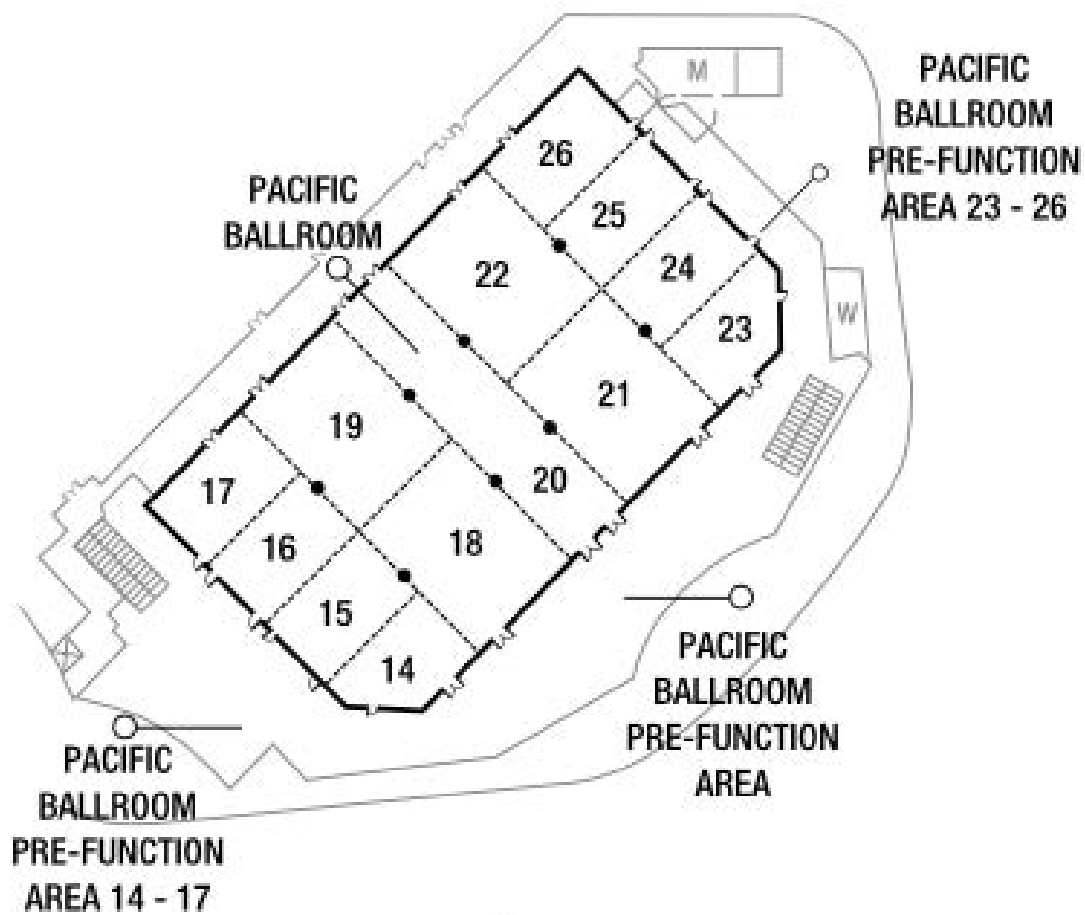 M
PACIFIC
BALLROOM
PRE-FUNCTION
AREA 23 - 26
26
PACIFIC
BALLROOM
25
22
24
23
W
21
19
20
17
16
18
15
14
PACIFIC
BALLROOM
PRE-FUNCTION
AREA
PACIFIC
BALLROOM
PRE-FUNCTION
AREA 14 - 17